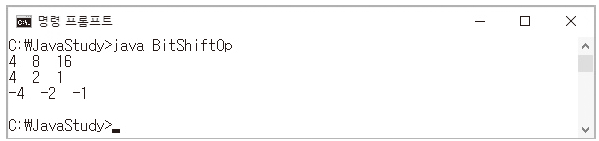 명령 프롬프트
C:₩JavaStudy>java BitShiftOp
4  8  16
4  2  1
-4  -2  -1
C:₩JavaStudy>